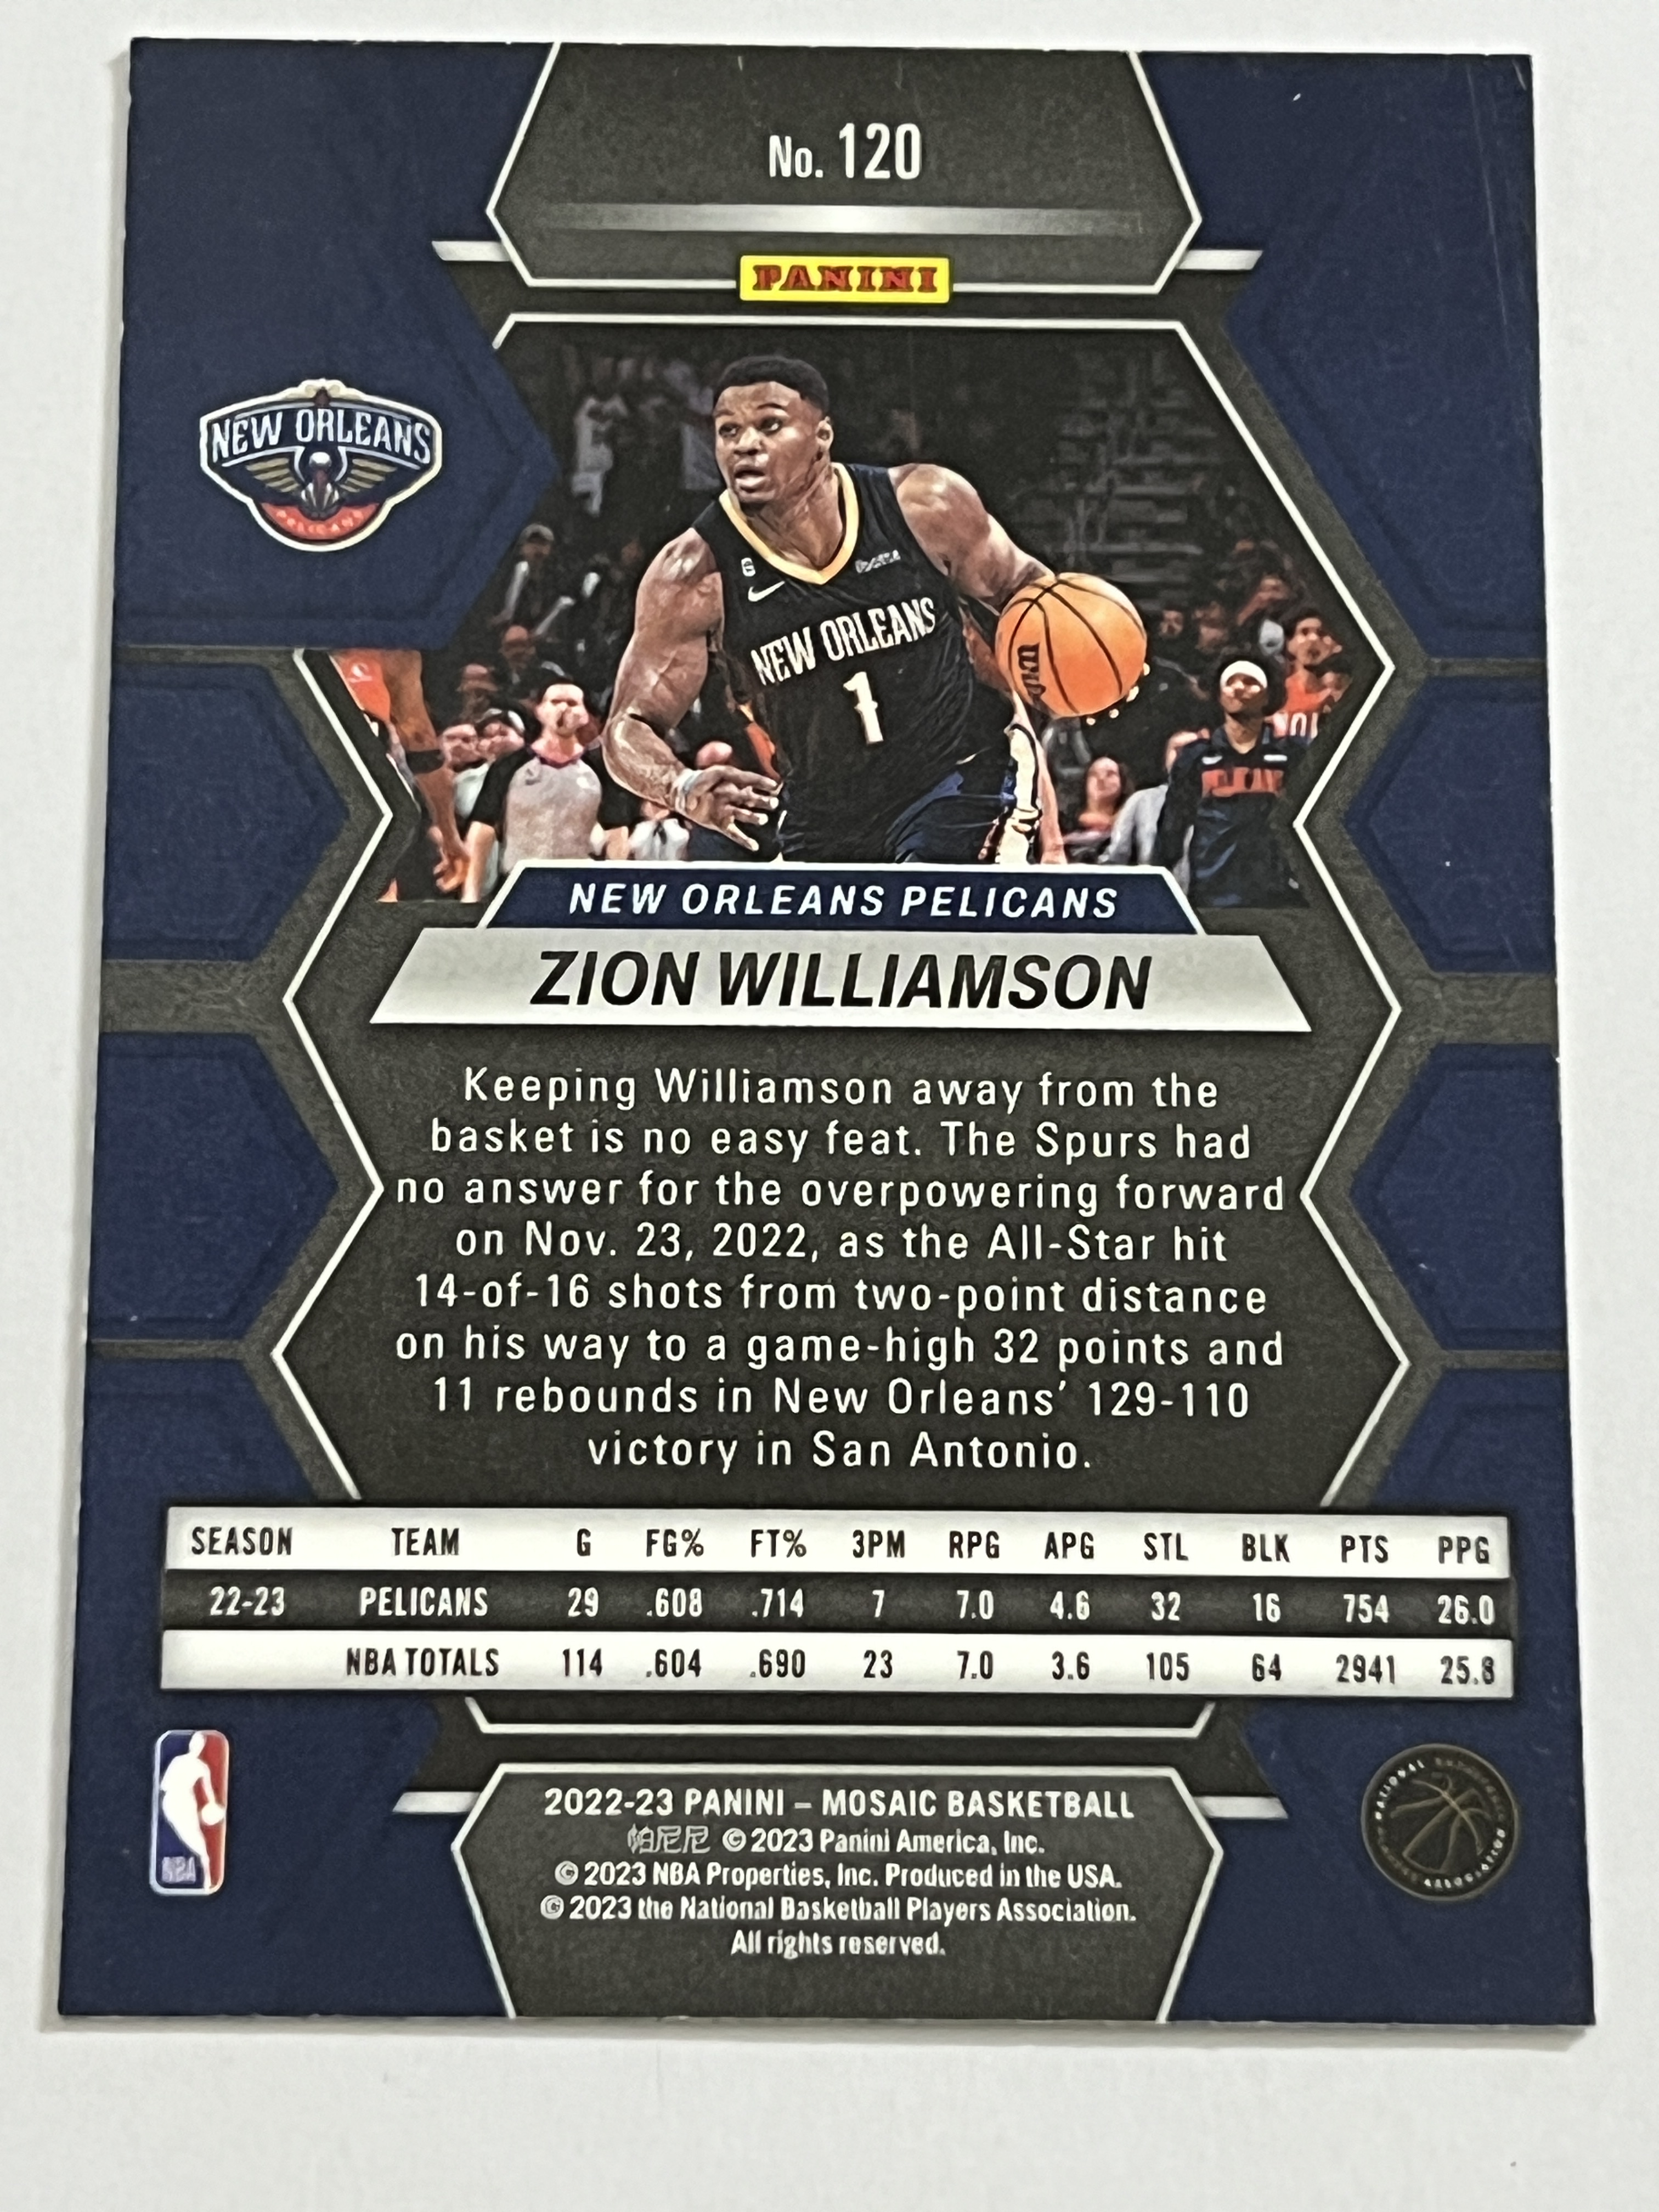 No. 120
PANINI
NEW ORLEANS
PELICANS
NEW ORLEANS
1
PELICANS
NEW ORLEANS PELICANS
ZION WILLIAMSON
Keeping Williamson away from the
basket is no easy feat. The Spurs had
no answer for the overpowering forward
on Nov. 23, 2022, as the All-Star hit
14-of-16 shots from two-point distance
on his way to a game-high 32 points and
11 rebounds in New Orleans' 129-110
victory in San Antonio.
SEASON TEAM G FG% FT% 3PM RPG APG STL BLK PTS PPG
22-23 PELICANS 29 .608 .714 7 7.0 4.6 32 16 754 26.0
NBA TOTALS 114 .604 .690 23 7.0 3.6 105 64 2941 25.8
NBA
2022-23 PANINI – MOSAIC BASKETBALL
帕尼尼 © 2023 Panini America, Inc.
© 2023 NBA Properties, Inc. Produced in the USA.
© 2023 the National Basketball Players Association.
All rights reserved.
NATIONAL BASKETBALL PLAYERS ASSOCIATION